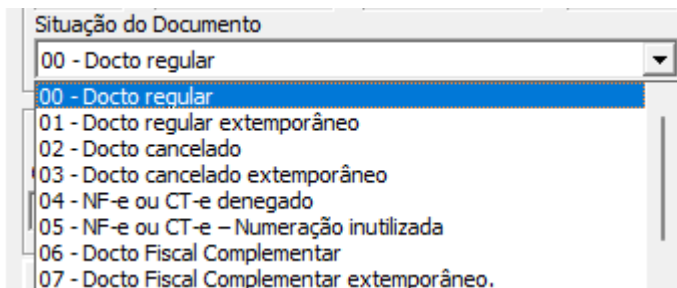 Situação do Documento
00 - Docto regular
00 - Docto regular
01 - Docto regular extemporâneo
02 - Docto cancelado
03 - Docto cancelado extemporâneo
04 - NF-e ou CT-e denegado
05 - NF-e ou CT-e – Numeração inutilizada
06 - Docto Fiscal Complementar
07 - Docto Fiscal Complementar extemporâneo.